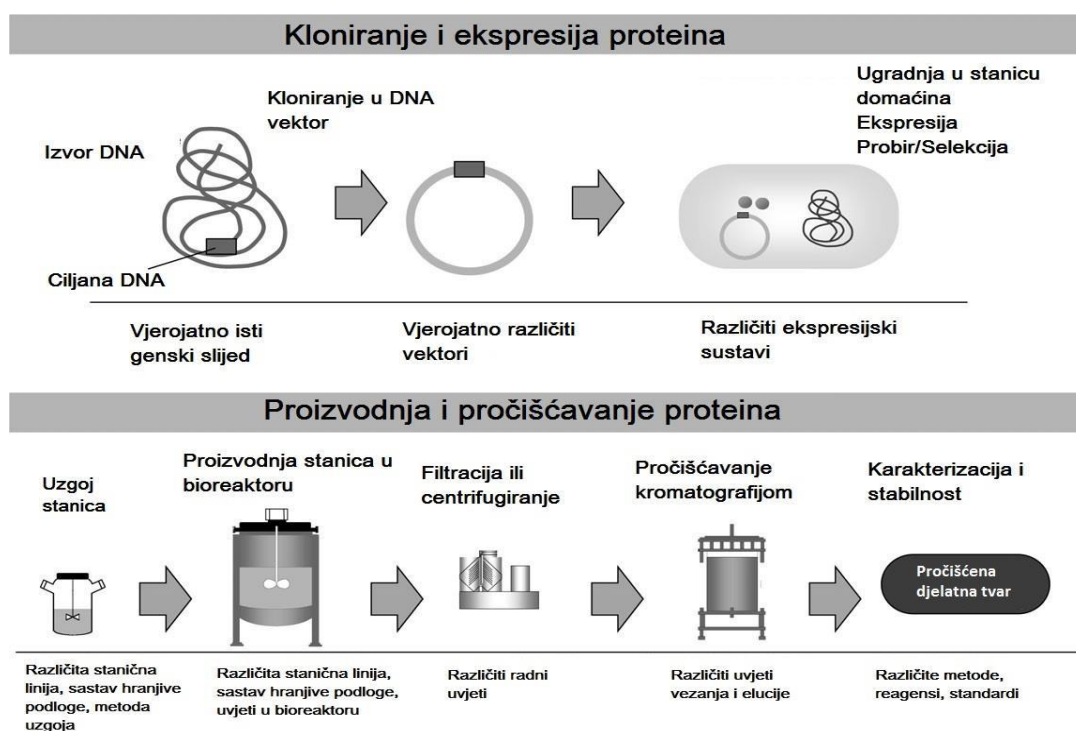 Kloniranje i ekspresija proteina
Izvor DNA
Ciljana DNA
Kloniranje u DNA
vektor
Ugradnja u stanicu
domaćina
Ekspresija
Probir/Selekcija
Vjerojatno isti
genski slijed
Vjerojatno različiti
vektori
Različiti ekspresijski
sustavi
Proizvodnja i pročišćavanje proteina
Uzgoj
stanica
Proizvodnja stanica u
bioreaktoru
Filtracija ili
centrifugiranje
Pročišćavanje
kromatografijom
Karakterizacija i
stabilnost
Pročišćena
djelatna tvar
Različita stanična
linija, sastav hranjive
podloge, metoda
uzgoja
Različita stanična linija,
sastav hranjive podloge,
uvjeti u bioreaktoru
Različiti radni
uvjeti
Različiti uvjeti
vezanja i elucije
Različite metode,
reagensi, standardi